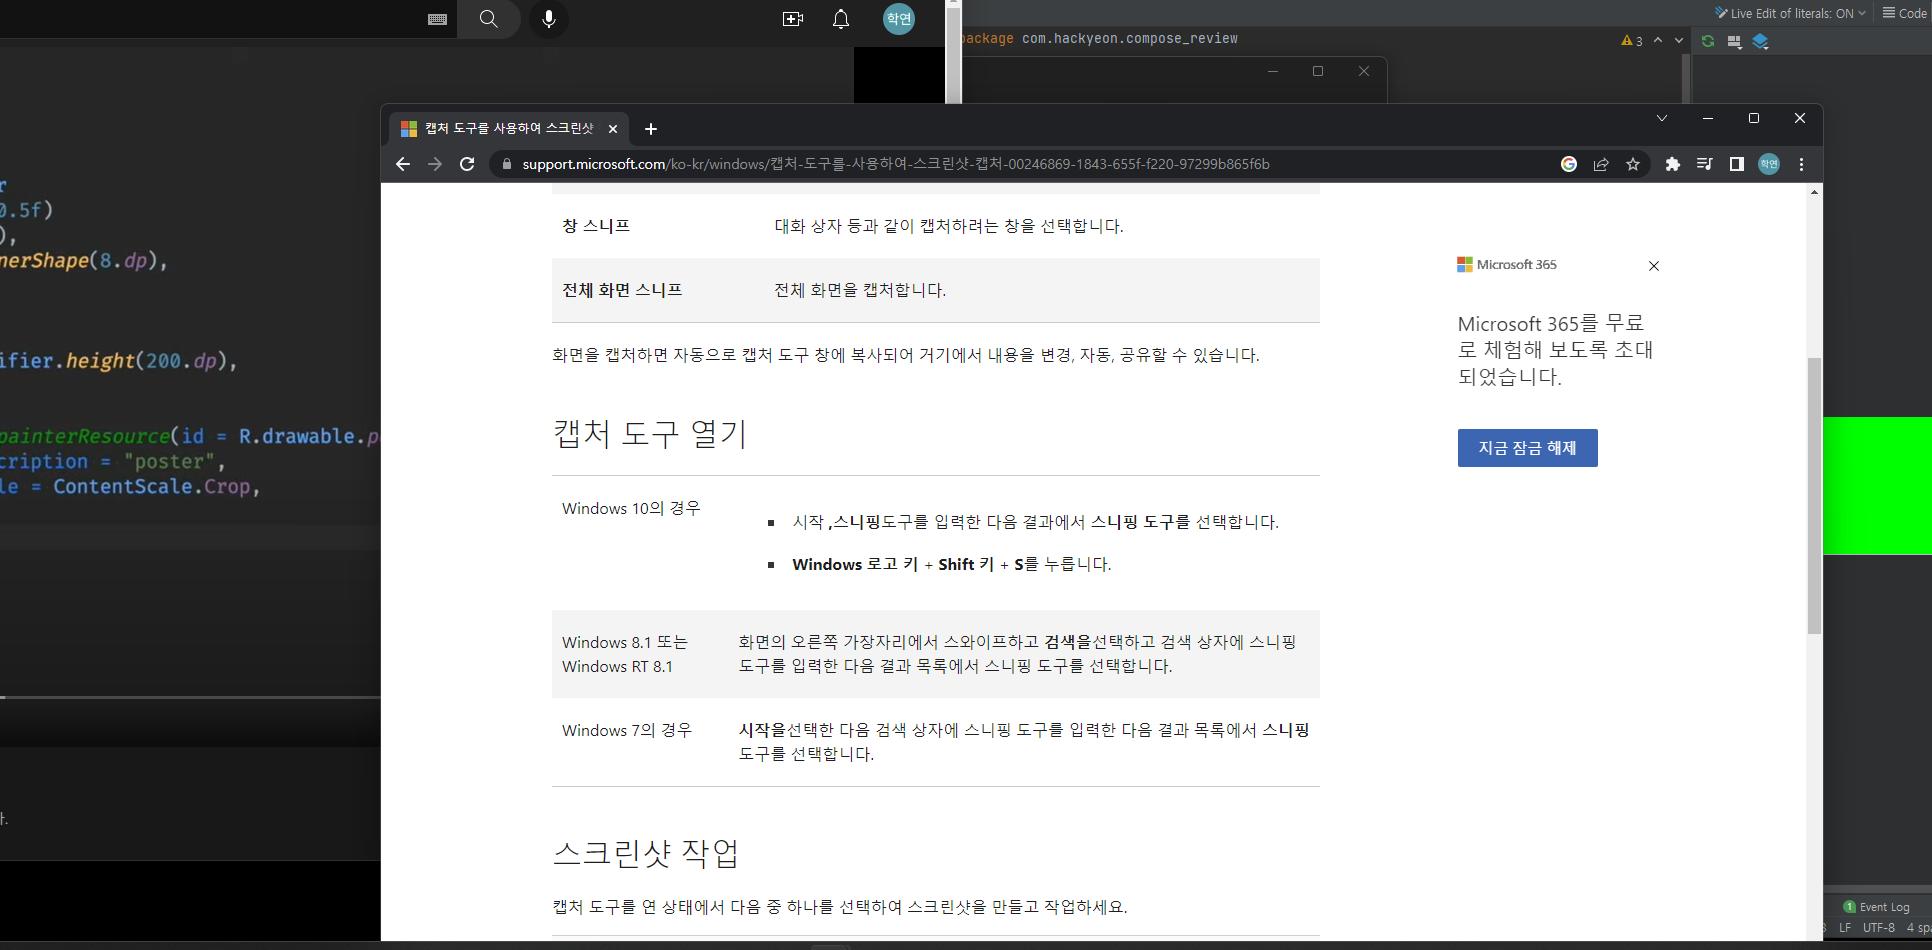 학연
r
0.5f)
),
nerShape(8.dp),
ifier.height(200.dp),
painterResource(id = R.drawable.p
cription = "poster",
le = ContentScale.Crop,
package com.hackyeon.compose_review
3
Live Edit of literals: ON
Code
캡처 도구를 사용하여 스크린샷
support.microsoft.com/ko-kr/windows/캡처-도구를-사용하여-스크린샷-캡처-00246869-1843-655f-f220-97299b865f6b
학연
창 스니프
대화 상자 등과 같이 캡처하려는 창을 선택합니다.
전체 화면 스니프
전체 화면을 캡처합니다.
화면을 캡처하면 자동으로 캡처 도구 창에 복사되어 거기에서 내용을 변경, 자동, 공유할 수 있습니다.
캡처 도구 열기
Windows 10의 경우
시작 ,스니핑도구를 입력한 다음 결과에서 스니핑 도구를 선택합니다.
Windows 로고 키 + Shift 키 + S를 누릅니다.
Windows 8.1 또는
Windows RT 8.1
화면의 오른쪽 가장자리에서 스와이프하고 검색을선택하고 검색 상자에 스니핑
도구를 입력한 다음 결과 목록에서 스니핑 도구를 선택합니다.
Windows 7의 경우
시작을선택한 다음 검색 상자에 스니핑 도구를 입력한 다음 결과 목록에서 스니핑
도구를 선택합니다.
스크린샷 작업
캡처 도구를 연 상태에서 다음 중 하나를 선택하여 스크린샷을 만들고 작업하세요.
Microsoft 365
Microsoft 365를 무료
로 체험해 보도록 초대
되었습니다.
지금 잠금 해제
1 Event Log
LF UTF-8 4 sp